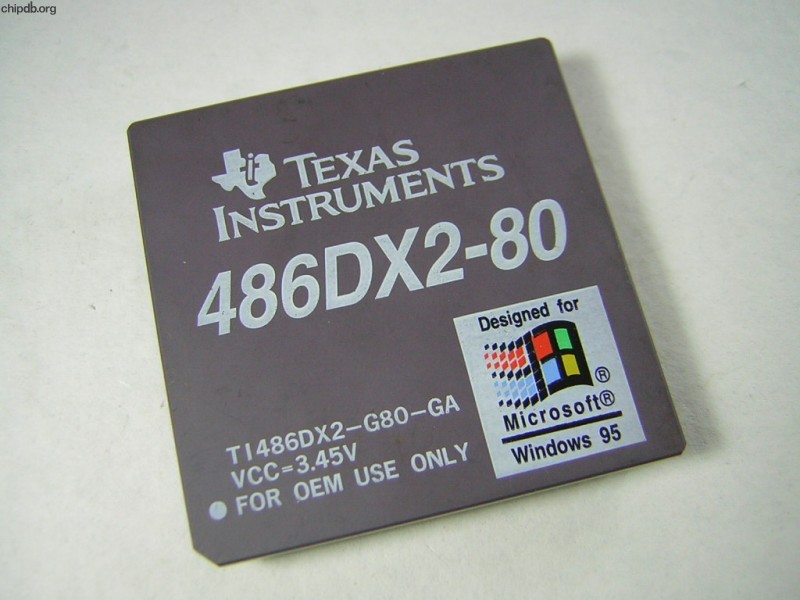 chipdb.org
TEXAS
INSTRUMENTS
486DX2-80
Designed for
®
Microsoft®
Windows 95
TI486DX2-G80-GA
VCC=3.45V
FOR OEM USE ONLY